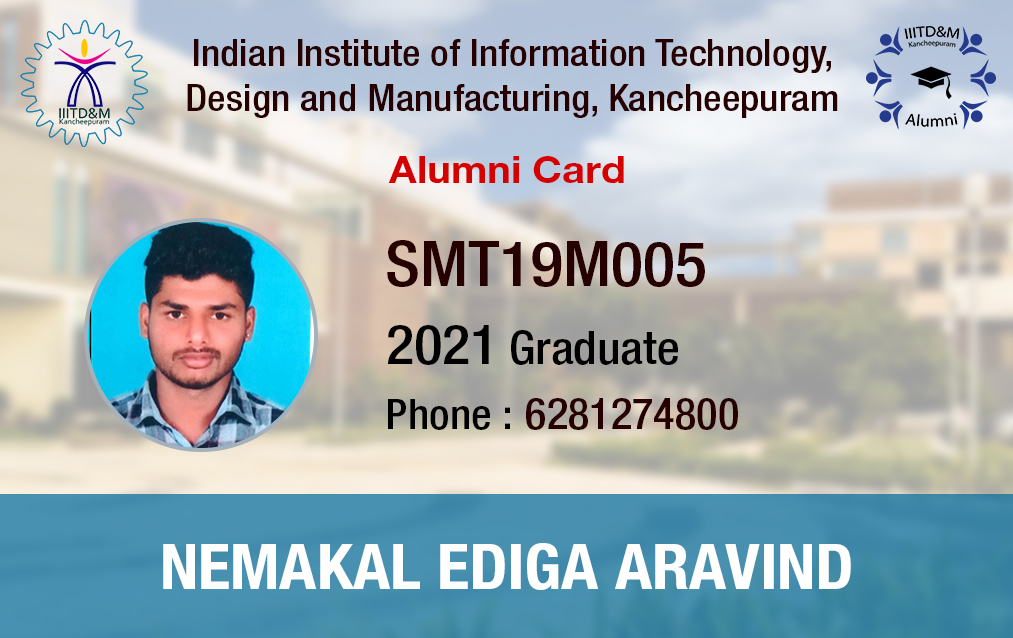 Indian Institute of Information Technology,
Design and Manufacturing, Kancheepuram
IIITD&M
Kancheepuram
IIITD&M
Kancheepuram
Alumni
Alumni Card
SMT19M005
2021 Graduate
Phone : 6281274800
NEMAKAL EDIGA ARAVIND